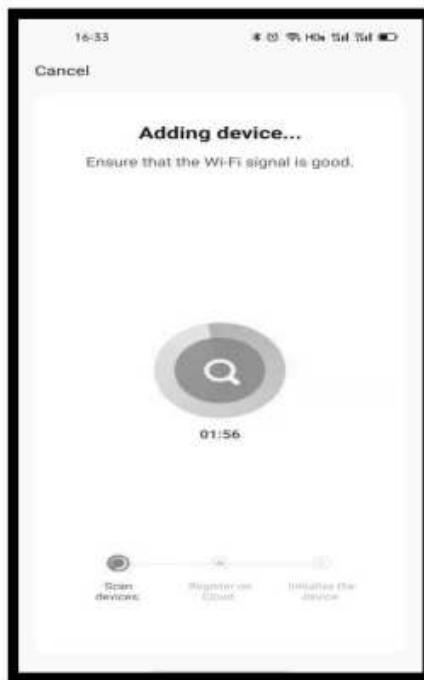 16:33
Cancel
Adding device...
Ensure that the Wi-Fi signal is good.
01:56
Scan
devices
Register on
Cloud
Initialize the
device